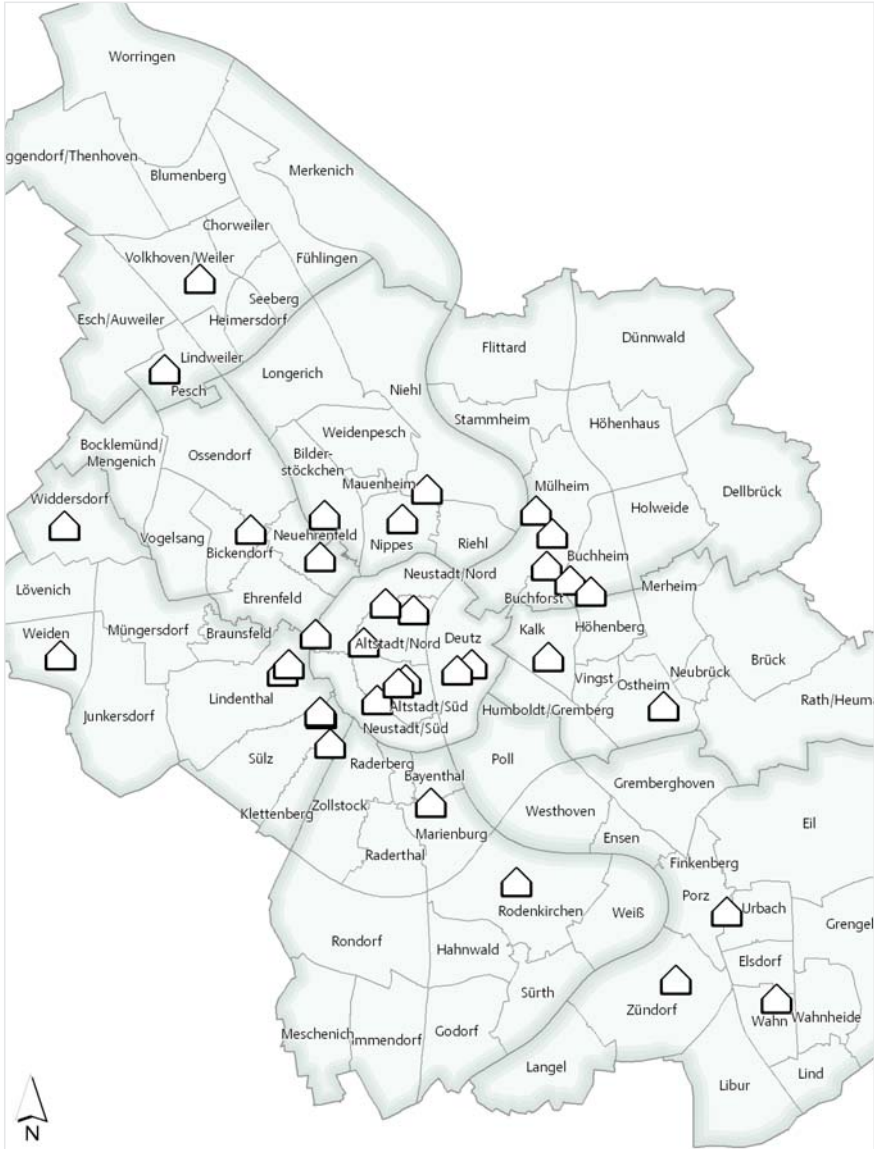 Worringen
ggendorf/Thenhoven
Blumenberg
Merkenich
Chorweiler
Volkhoven/Weiler
Fühlingen
Seeberg
Esch/Auweiler
Heimersdorf
Lindweiler
Pesch
Flittard
Dünnwald
Longerich
Niehl
Stammheim
Höhenhaus
Weidenpesch
Bocklemünd/
Mengenich
Ossendorf
Bilder-
stöckchen
Mauenheim
Mülheim
Dellbrück
Widdersdorf
Holweide
Vogelsang
Bickendorf
Neuehrenfeld
Nippes
Riehl
Buchheim
Neustadt/Nord
Merheim
Lövenich
Ehrenfeld
Buchforst
Weiden
Müngersdorf
Braunsfeld
Altstadt/Nord
Deutz
Kalk
Höhenberg
Brück
Vingst
Neubrück
Ostheim
Lindenthal
Rath/Heuma
Junkersdorf
Altstadt/Süd
Humboldt/Gremberg
Neustadt/Süd
Sülz
Raderberg
Bayenthal
Poll
Gremberghoven
Klettenberg
Zollstock
Westhoven
Eil
Marienburg
Ensen
Raderthal
Finkenberg
Porz
Rodenkirchen
Weiß
Urbach
Grengel
Rondorf
Hahnwald
Elsdorf
Sürth
Zündorf
Wahn
Wahnheide
Meschenich
Immendorf
Godorf
Langel
Libur
Lind
N